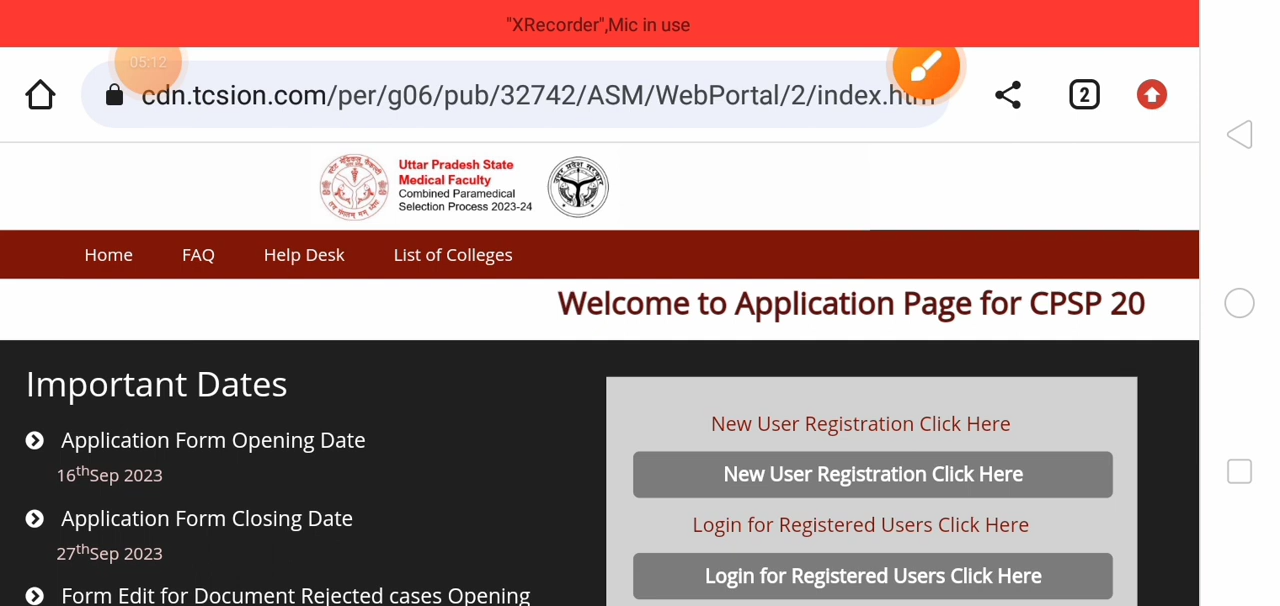 "XRecorder",Mic in use
05:12
cdn.tcsion.com/per/g06/pub/32742/ASM/WebPortal/2/index.htm
2
Uttar Pradesh State
Medical Faculty
Combined Paramedical
Selection Process 2023-24
Home FAQ Help Desk List of Colleges
Welcome to Application Page for CPSP 20
Important Dates
Application Form Opening Date
16thSep 2023
Application Form Closing Date
27thSep 2023
Form Edit for Document Rejected cases Opening
New User Registration Click Here
New User Registration Click Here
Login for Registered Users Click Here
Login for Registered Users Click Here